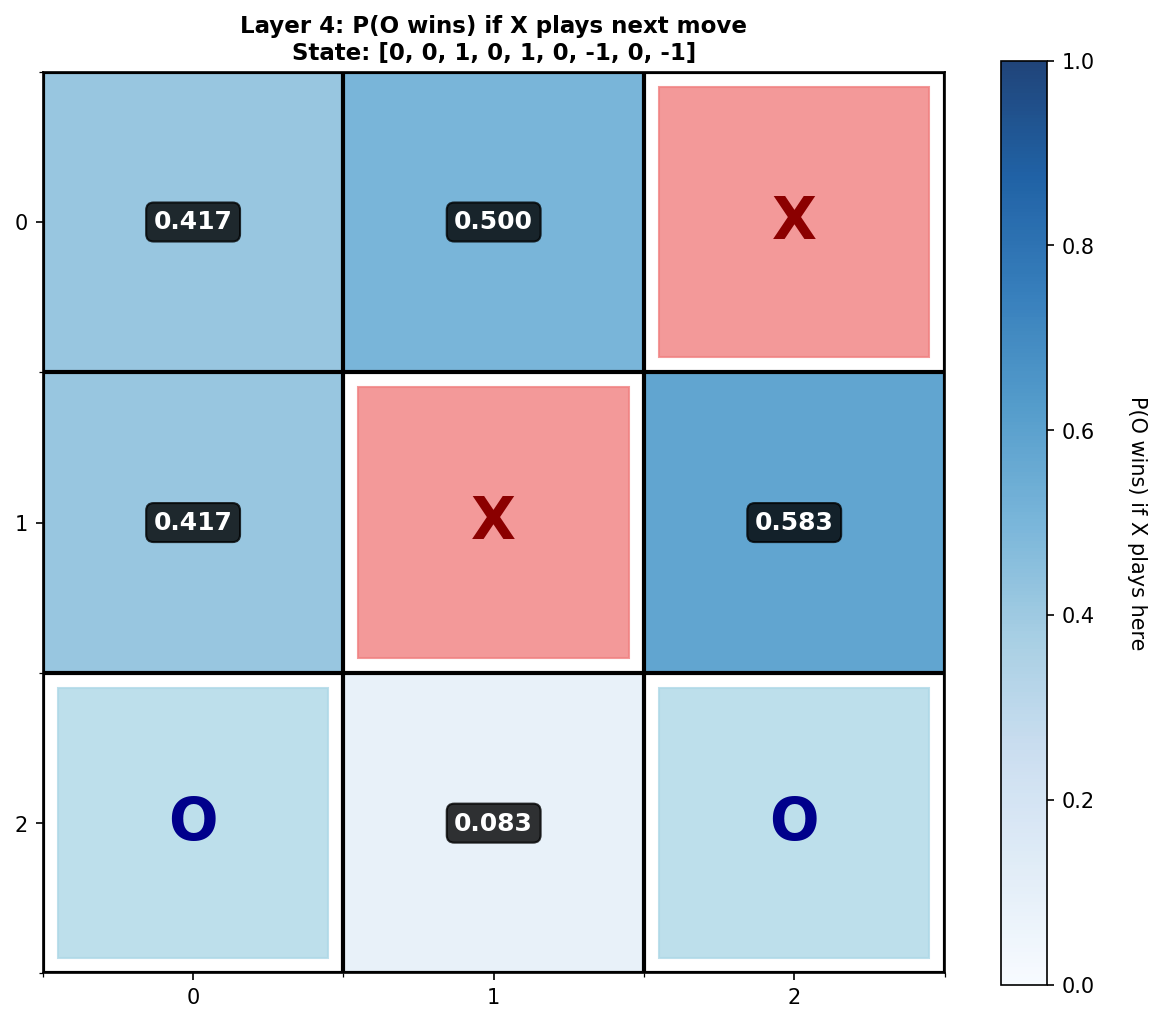 Layer 4: P(O wins) if X plays next move
State: [0, 0, 1, 0, 1, 0, -1, 0, -1]
0
0.417
0.500
X
1
0.417
X
0.583
2
O
0.083
O
0
1
2
1.0
0.8
0.6
0.4
0.2
0.0
P(O wins) if X plays here